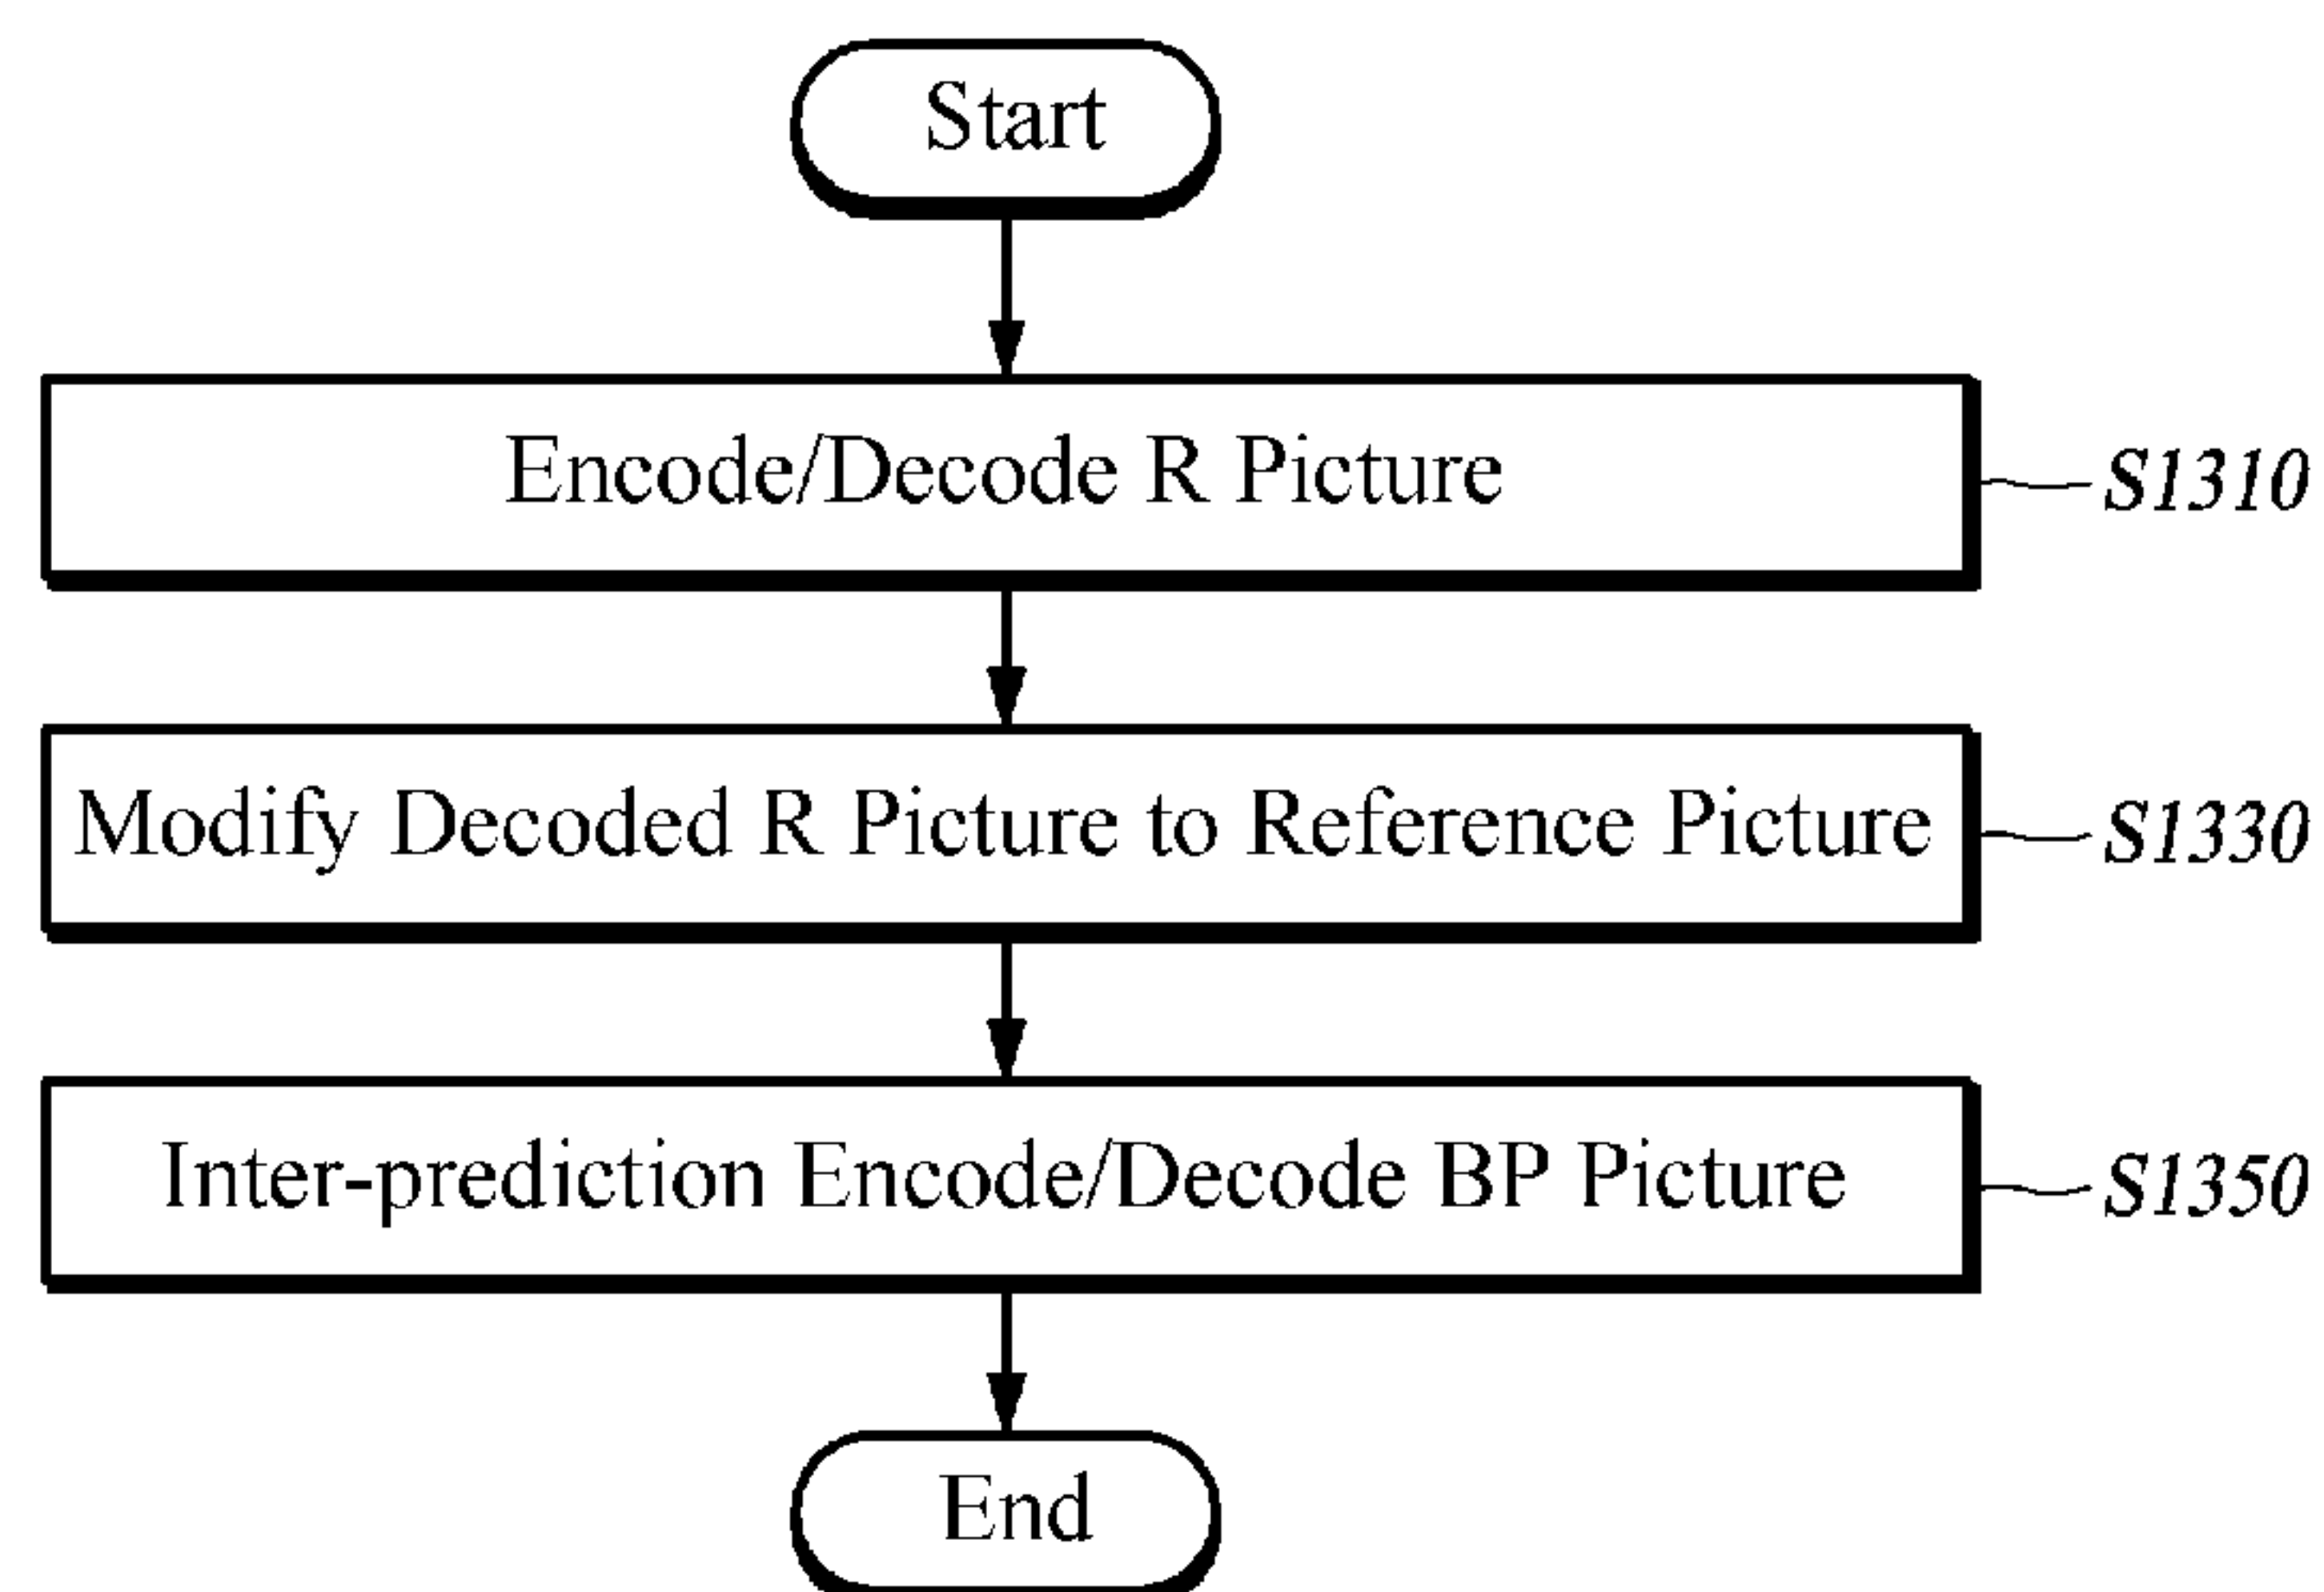 Start
Encode/Decode R Picture
S1310
Modify Decoded R Picture to Reference Picture
S1330
Inter-prediction Encode/Decode BP Picture
S1350
End